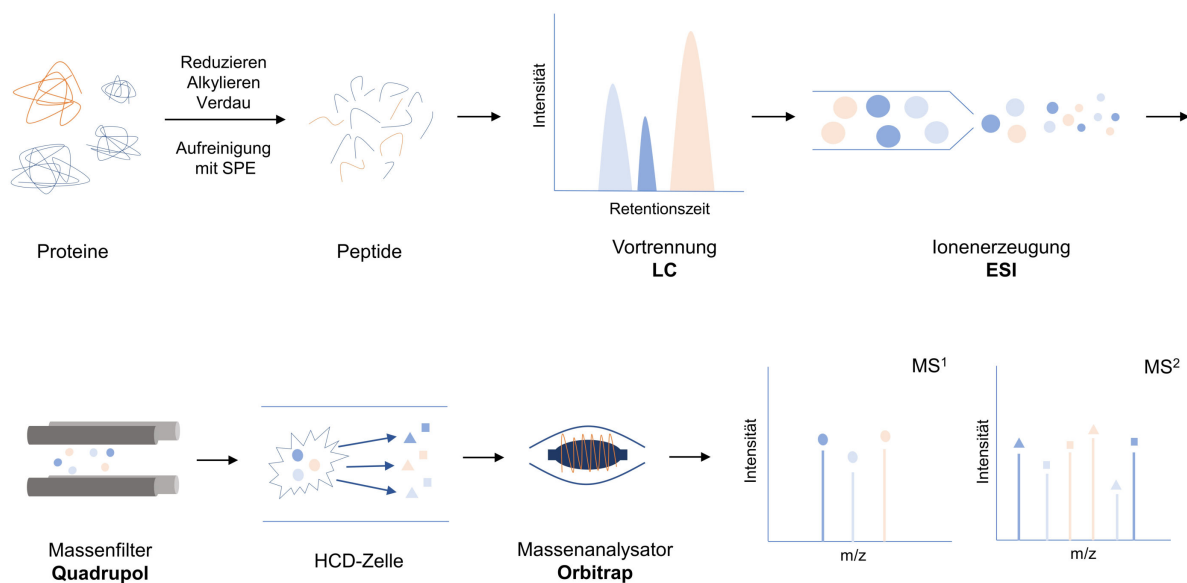 Reduzieren
Alkylieren
Verdau
Aufreinigung
mit SPE
Proteine
Peptide
Intensität
Retentionszeit
Vortrennung
LC
Ionenerzeugung
ESI
Massenfilter
Quadrupol
HCD-Zelle
Massenanalysator
Orbitrap
MS¹
Intensität
m/z
MS²
Intensität
m/z